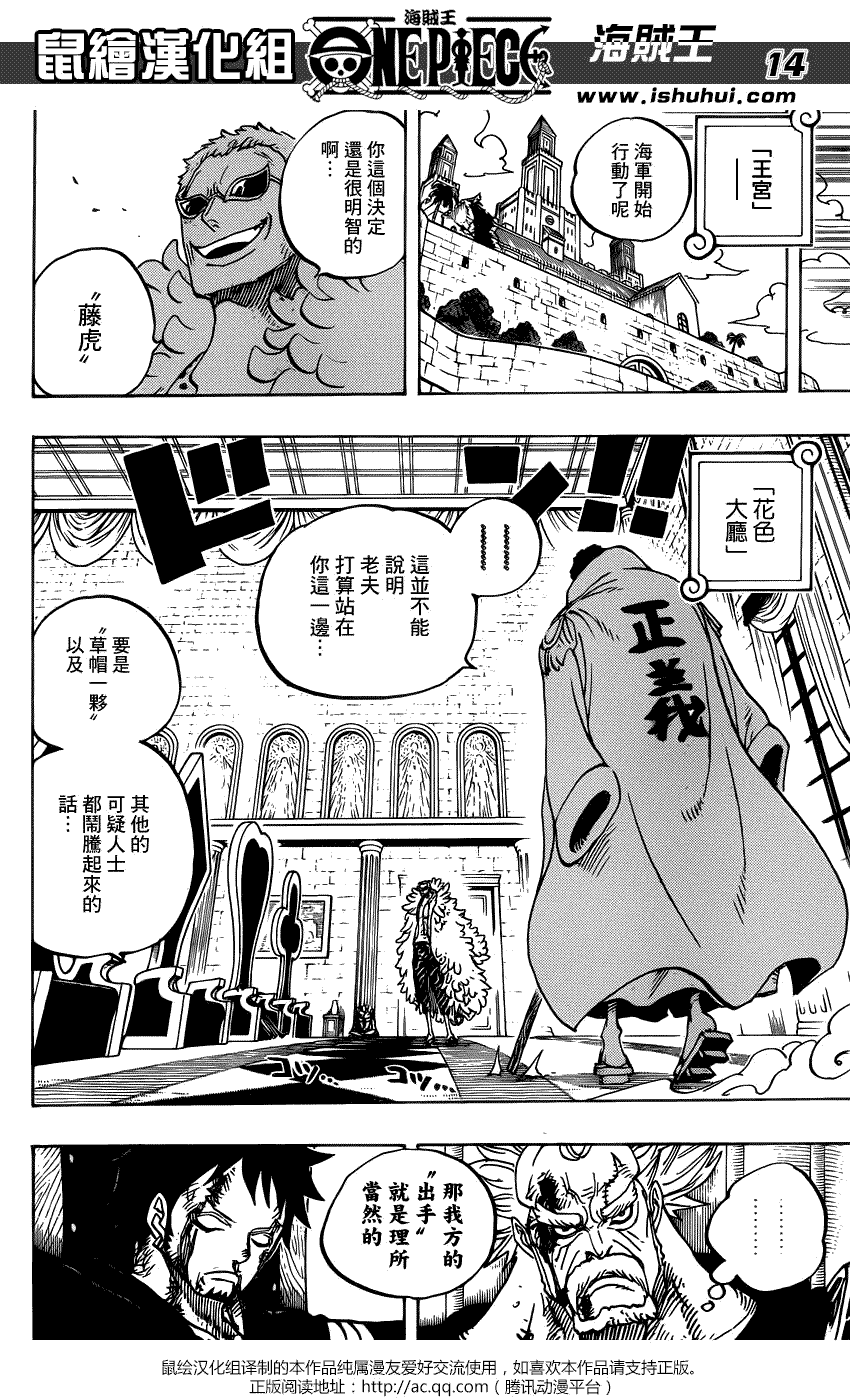 鼠繪漢化組
海賊王
ONE PIECE
海賊王
14
www.ishuhui.com
「王宮」
——
海軍開始
行動了呢
你這個決定
還是很明智的
啊…
〝藤虎〞
「花色
大廳」
ドン!!
………
這並不能
說明
老夫
打算站在
你這一邊…
要是
〝草帽一夥〞
以及
其他的
可疑人士
都鬧騰起來的
話…
コツ…
コツ…
正義
………
那我方的
〝出手〞
就是理所
當然的
鼠绘汉化组译制的本作品纯属漫友爱好交流使用，如喜欢本作品请支持正版。
正版阅读地址：http://ac.qq.com（腾讯动漫平台）